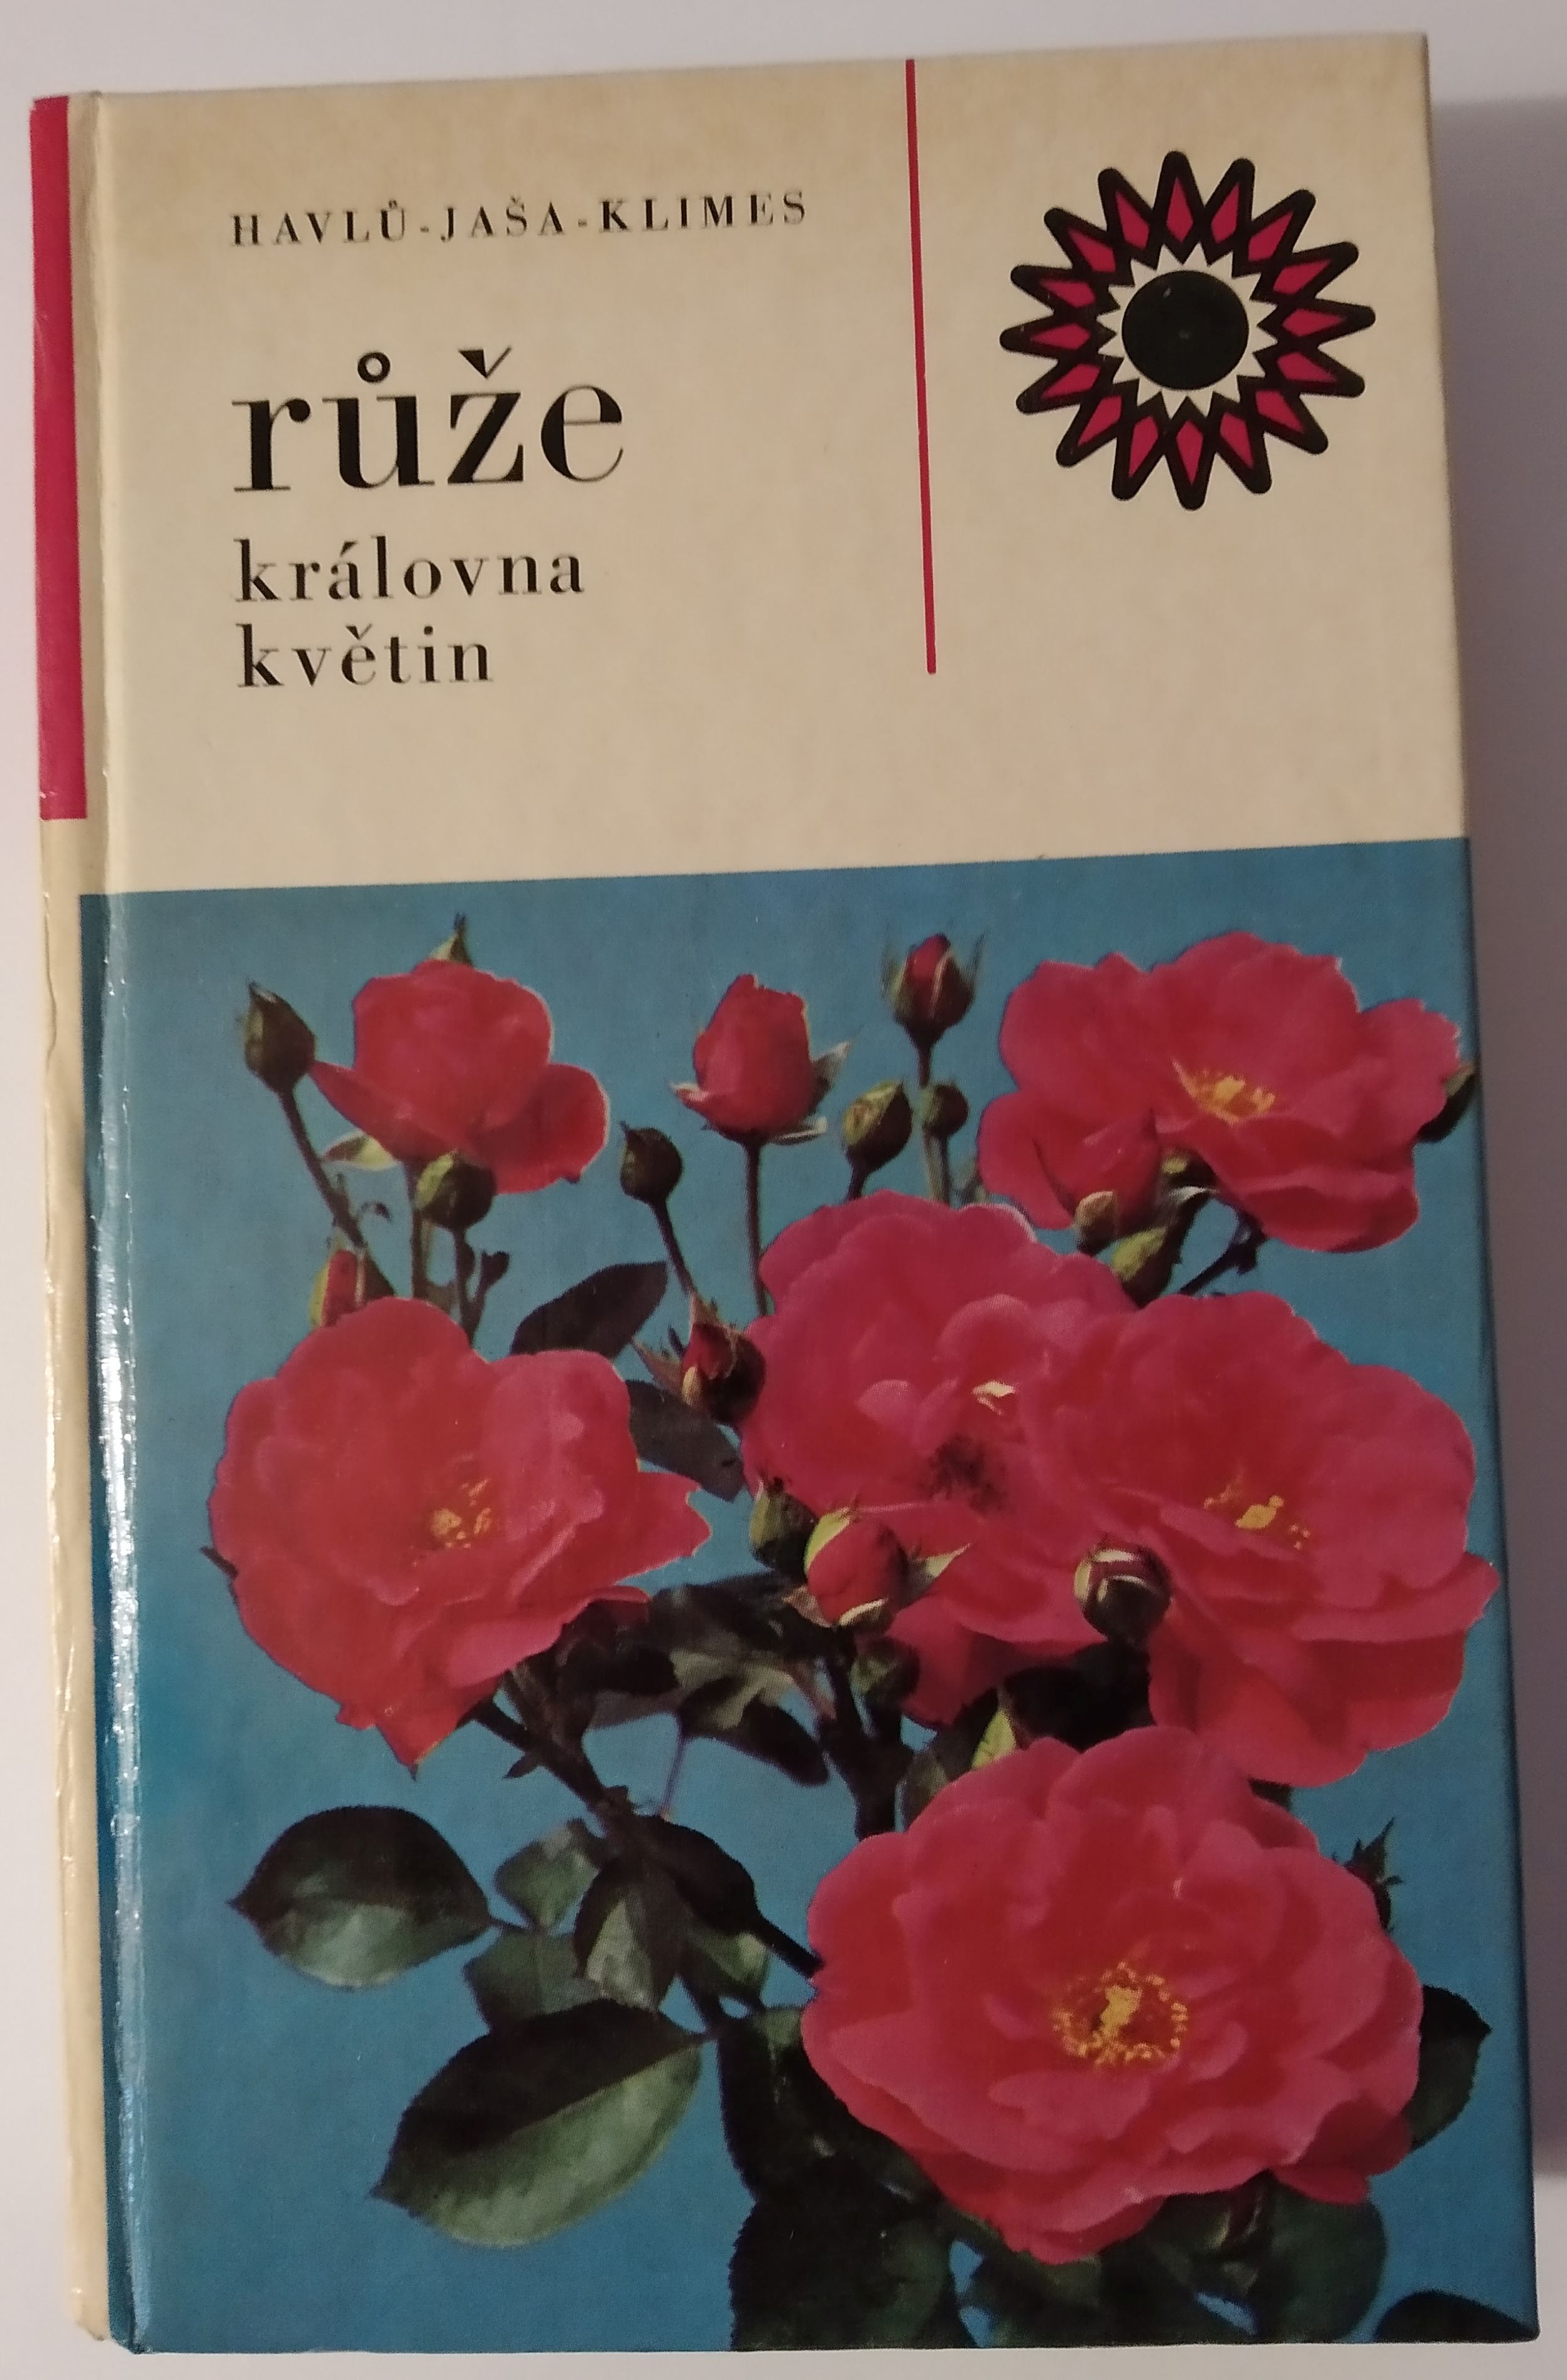 HAVLŮ-JAŠA-KLIMES
růže
královna
květin